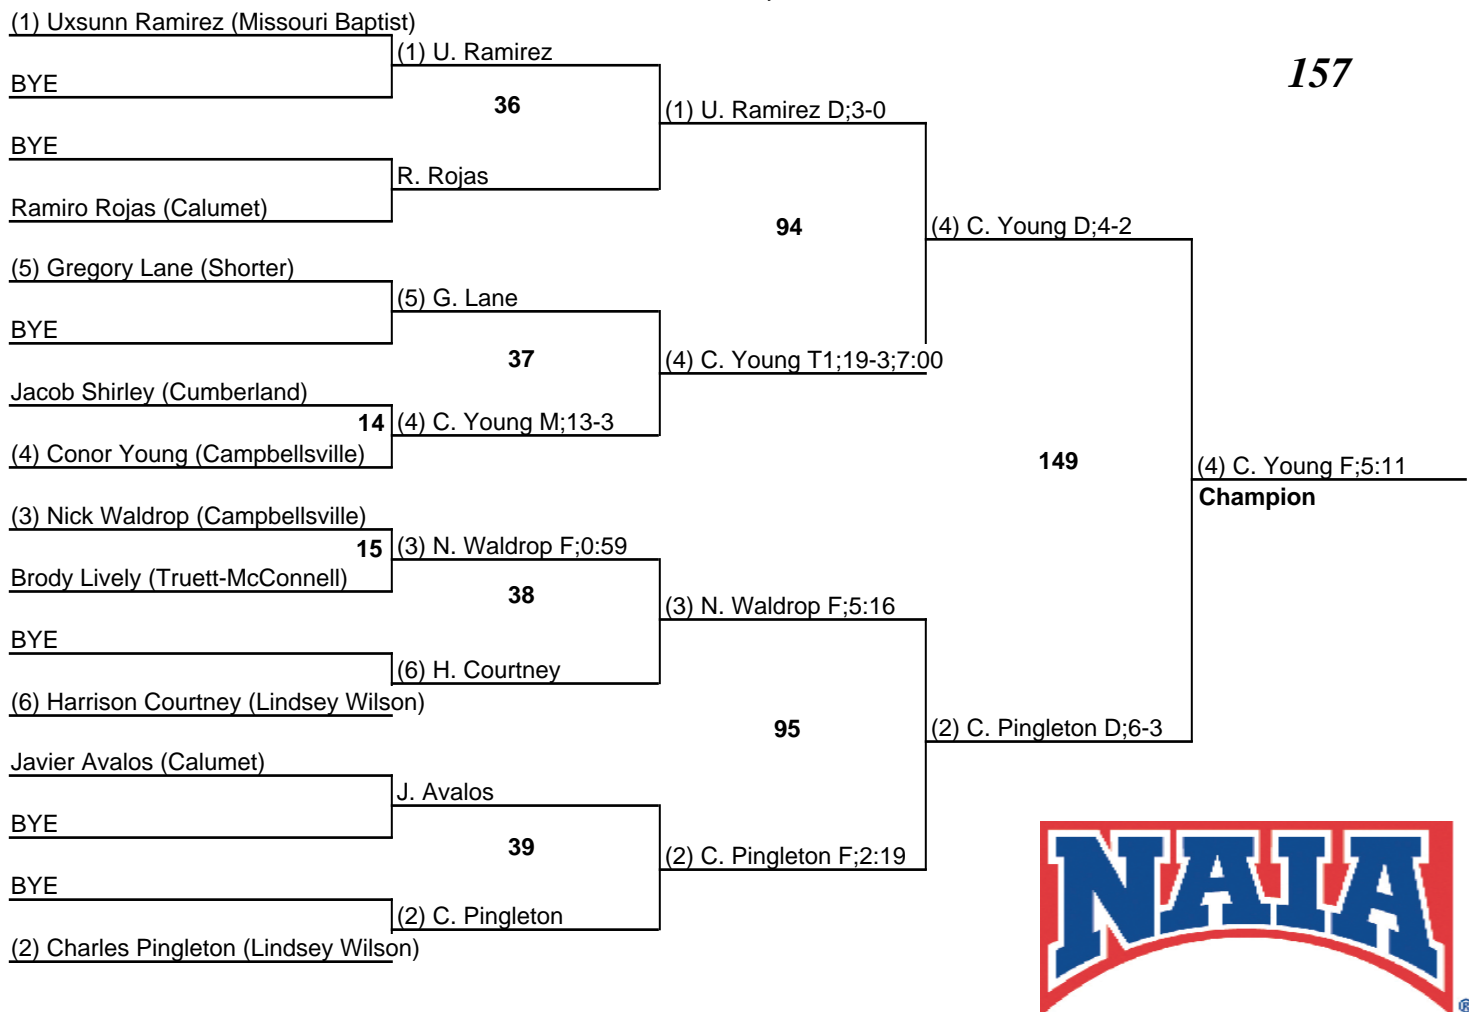 (1) Uxsunn Ramirez (Missouri Baptist)
(1) U. Ramirez
157
BYE
36
(1) U. Ramirez D;3-0
BYE
R. Rojas
Ramiro Rojas (Calumet)
94
(4) C. Young D;4-2
(5) Gregory Lane (Shorter)
(5) G. Lane
BYE
37
(4) C. Young T1;19-3;7:00
Jacob Shirley (Cumberland)
14
(4) C. Young M;13-3
(4) Conor Young (Campbellsville)
149
(4) C. Young F;5:11
Champion
(3) Nick Waldrop (Campbellsville)
15
(3) N. Waldrop F;0:59
Brody Lively (Truett-McConnell)
38
(3) N. Waldrop F;5:16
BYE
(6) H. Courtney
(6) Harrison Courtney (Lindsey Wilson)
95
(2) C. Pingleton D;6-3
Javier Avalos (Calumet)
J. Avalos
BYE
39
(2) C. Pingleton F;2:19
BYE
(2) C. Pingleton
(2) Charles Pingleton (Lindsey Wilson)
NAIA
®